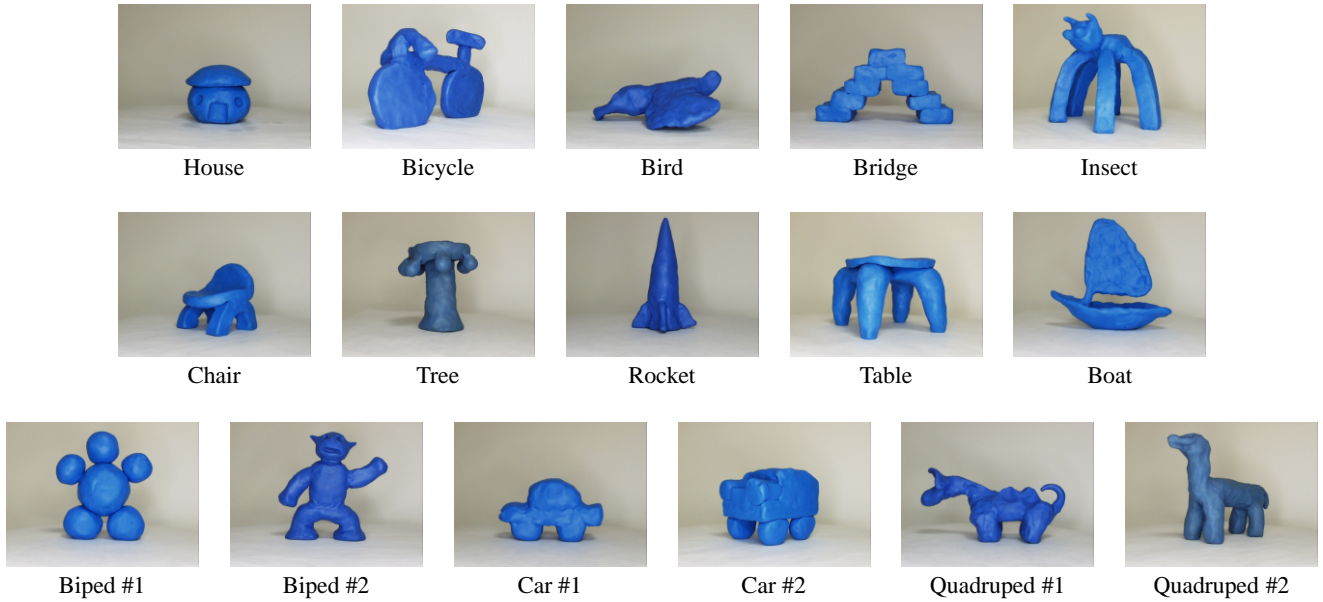 House Bicycle Bird Bridge Insect
Chair Tree Rocket Table Boat
Biped #1 Biped #2 Car #1 Car #2 Quadruped #1 Quadruped #2